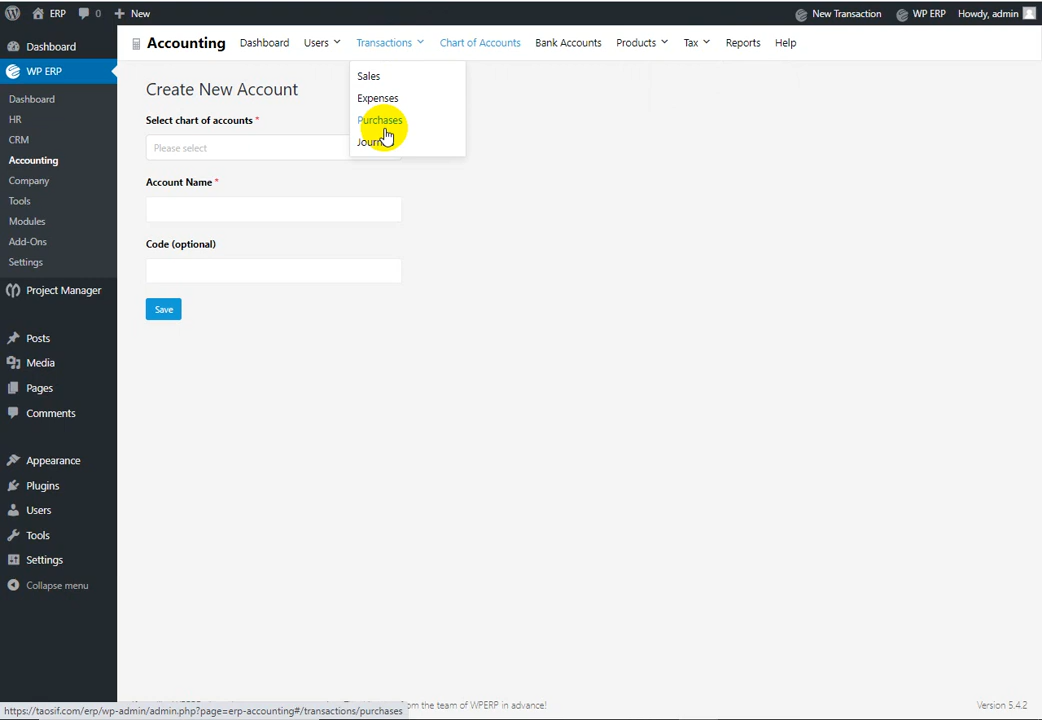 ERP
0
New
New Transaction
WP ERP
Howdy, admin
Dashboard
WP ERP
Dashboard
HR
CRM
Accounting
Company
Tools
Modules
Add-Ons
Settings
Project Manager
Posts
Media
Pages
Comments
Appearance
Plugins
Users
Tools
Settings
Collapse menu
Accounting
Dashboard
Users
Transactions
Chart of Accounts
Bank Accounts
Products
Tax
Reports
Help
Sales
Expenses
Purchases
Create New Account
Select chart of accounts *
Please select
Account Name *
Code (optional)
Save
the team of WPERP in advance!
Version 5.4.2
https://taosif.com/erp/wp-admin/admin.php?page=erp-accounting#/transactions/purchases